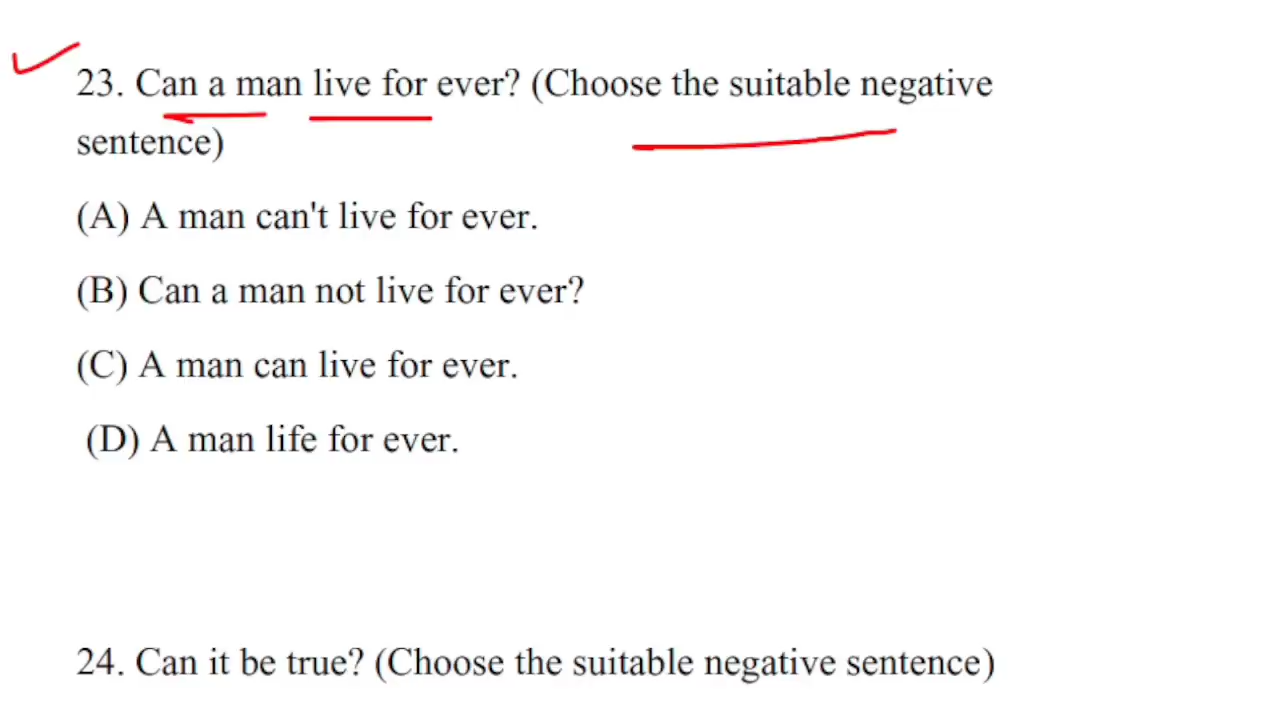 23. Can a man live for ever? (Choose the suitable negative
sentence)
(A) A man can't live for ever.
(B) Can a man not live for ever?
(C) A man can live for ever.
(D) A man life for ever.
24. Can it be true? (Choose the suitable negative sentence)